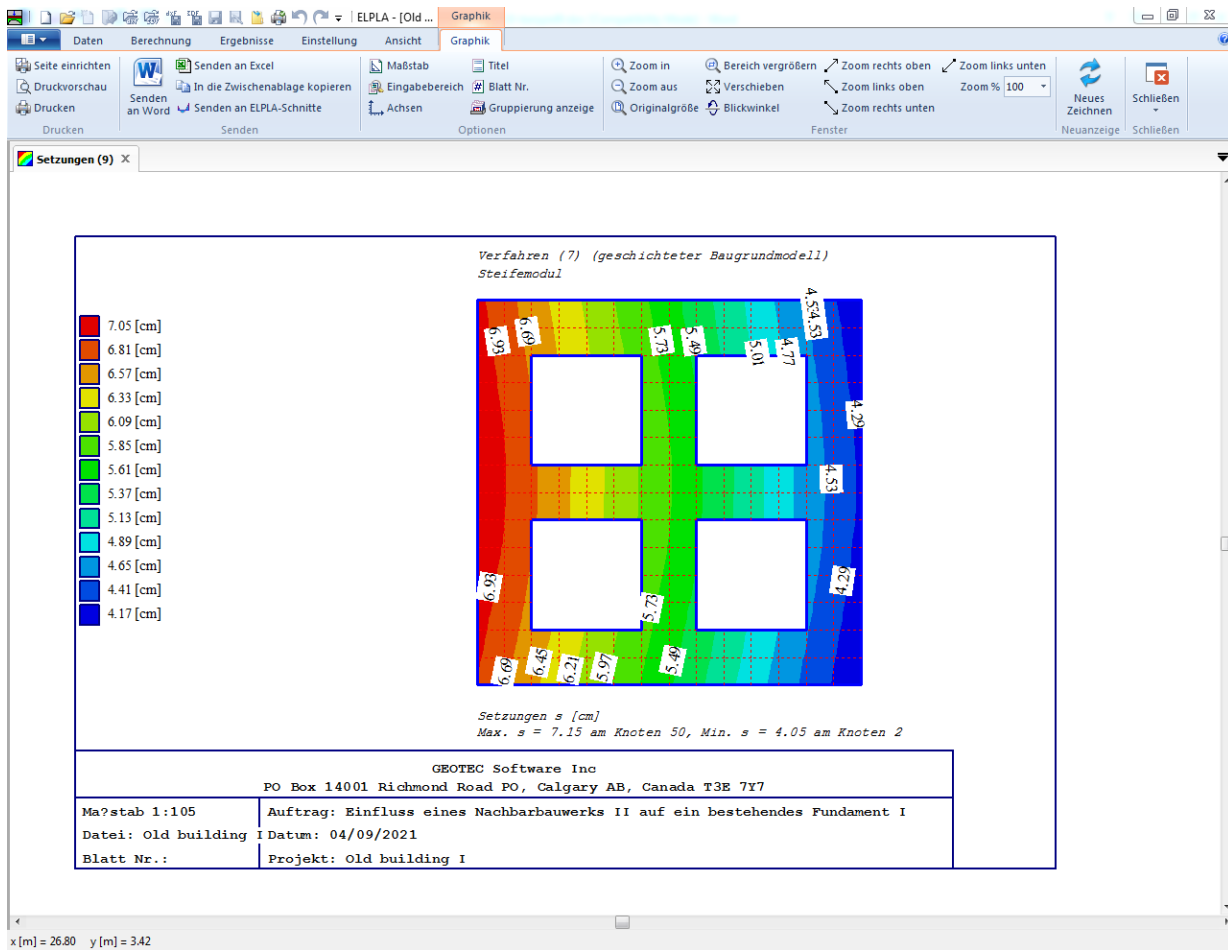 ELPLA - [Old ...
Graphik
Daten Berechnung Ergebnisse Einstellung Ansicht Graphik
Seite einrichten
Druckvorschau
Drucken
Drucken
Senden an Word
Senden an Excel
In die Zwischenablage kopieren
Senden an ELPLA-Schnitte
Senden
Maßstab
Eingabebereich
Achsen
Titel
Blatt Nr.
Gruppierung anzeige
Optionen
Zoom in
Zoom aus
Originalgröße
Bereich vergrößern
Verschieben
Blickwinkel
Zoom rechts oben
Zoom links oben
Zoom rechts unten
Zoom links unten
Zoom % 100
Fenster
Neues Zeichnen
Neuanzeige
Schließen
Schließen
Setzungen (9) X
Verfahren (7) (geschichteter Baugrundmodell)
Steifemodul
7.05 [cm]
6.81 [cm]
6.57 [cm]
6.33 [cm]
6.09 [cm]
5.85 [cm]
5.61 [cm]
5.37 [cm]
5.13 [cm]
4.89 [cm]
4.65 [cm]
4.41 [cm]
4.17 [cm]
6.93
6.69
5.73
5.49
5.01
4.77
4.53
4.53
4.29
4.53
6.93
5.73
4.29
6.69
6.45
6.21
5.97
5.49
Setzungen s [cm]
Max. s = 7.15 am Knoten 50, Min. s = 4.05 am Knoten 2
GEOTEC Software Inc
PO Box 14001 Richmond Road PO, Calgary AB, Canada T3E 7Y7
Ma?stab 1:105
Auftrag: Einfluss eines Nachbarbauwerks II auf ein bestehendes Fundament I
Datei: Old building I
Datum: 04/09/2021
Blatt Nr.:
Projekt: Old building I
x [m] = 26.80 y [m] = 3.42